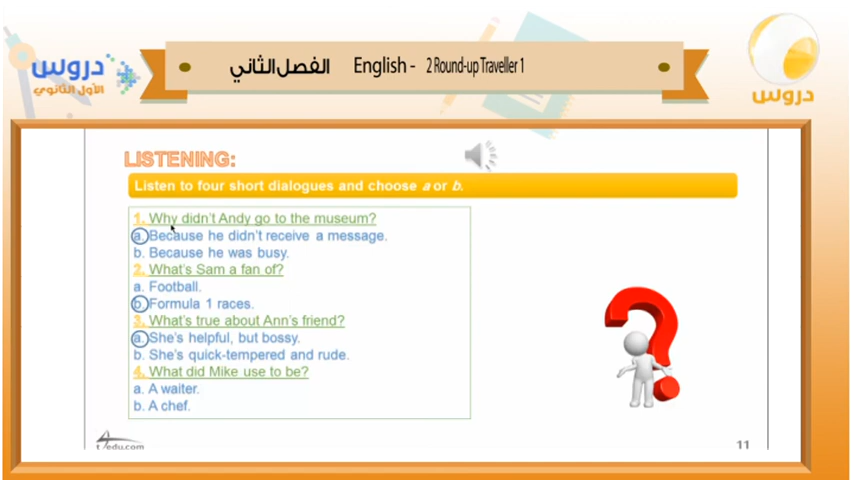 دروس
الأول الثانوي
الفصل الثاني English - 2 Round-up Traveller 1
دروس
LISTENING:
Listen to four short dialogues and choose a or b.
1. Why didn't Andy go to the museum?
a. Because he didn't receive a message.
b. Because he was busy.
2. What's Sam a fan of?
a. Football.
b. Formula 1 races.
3. What's true about Ann's friend?
a. She's helpful, but bossy.
b. She's quick-tempered and rude.
4. What did Mike use to be?
a. A waiter.
b. A chef.
t4edu.com
11